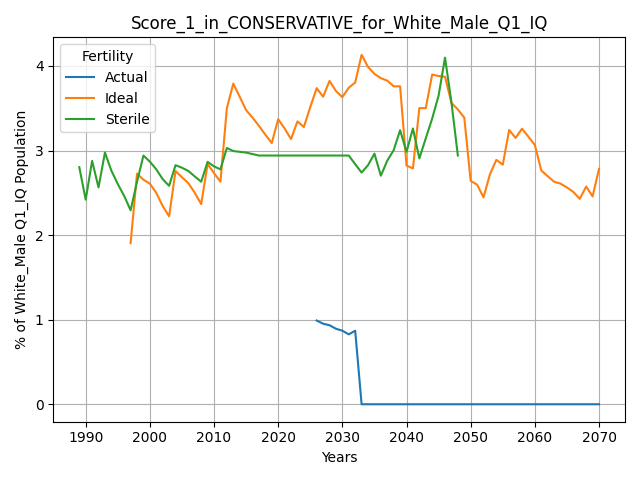 Score_1_in_CONSERVATIVE_for_White_Male_Q1_IQ
Fertility
Actual
Ideal
Sterile
% of White_Male Q1_IQ Population
4
3
2
1
0
1990 2000 2010 2020 2030 2040 2050 2060 2070
Years